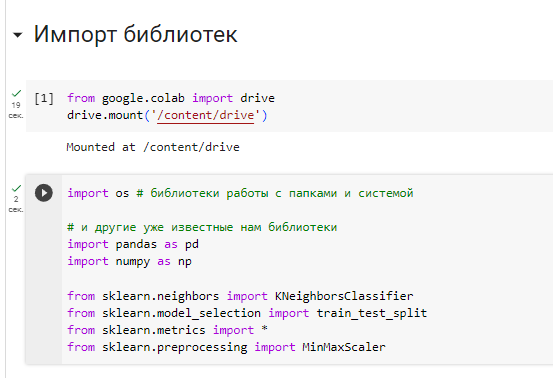 Импорт библиотек
[1] from google.colab import drive
drive.mount('/content/drive')
19
сек.
Mounted at /content/drive
2
сек.
import os # библиотеки работы с папками и системой
# и другие уже известные нам библиотеки
import pandas as pd
import numpy as np
from sklearn.neighbors import KNeighborsClassifier
from sklearn.model_selection import train_test_split
from sklearn.metrics import *
from sklearn.preprocessing import MinMaxScaler